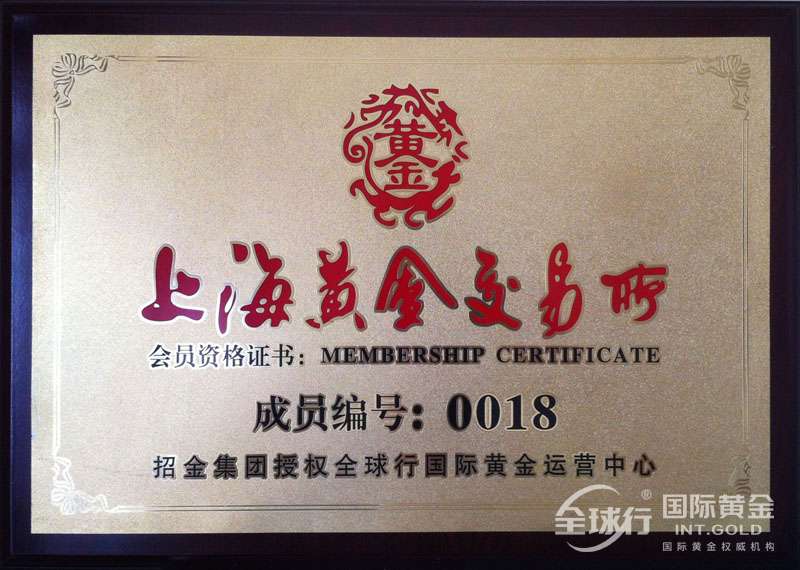 黄金
上海黄金交易所
会员资格证书：MEMBERSHIP CERTIFICATE
成员编号：0018
招金集团授权全球行国际黄金运营中心
全球行® 国际黄金
INT.GOLD
国际黄金权威机构